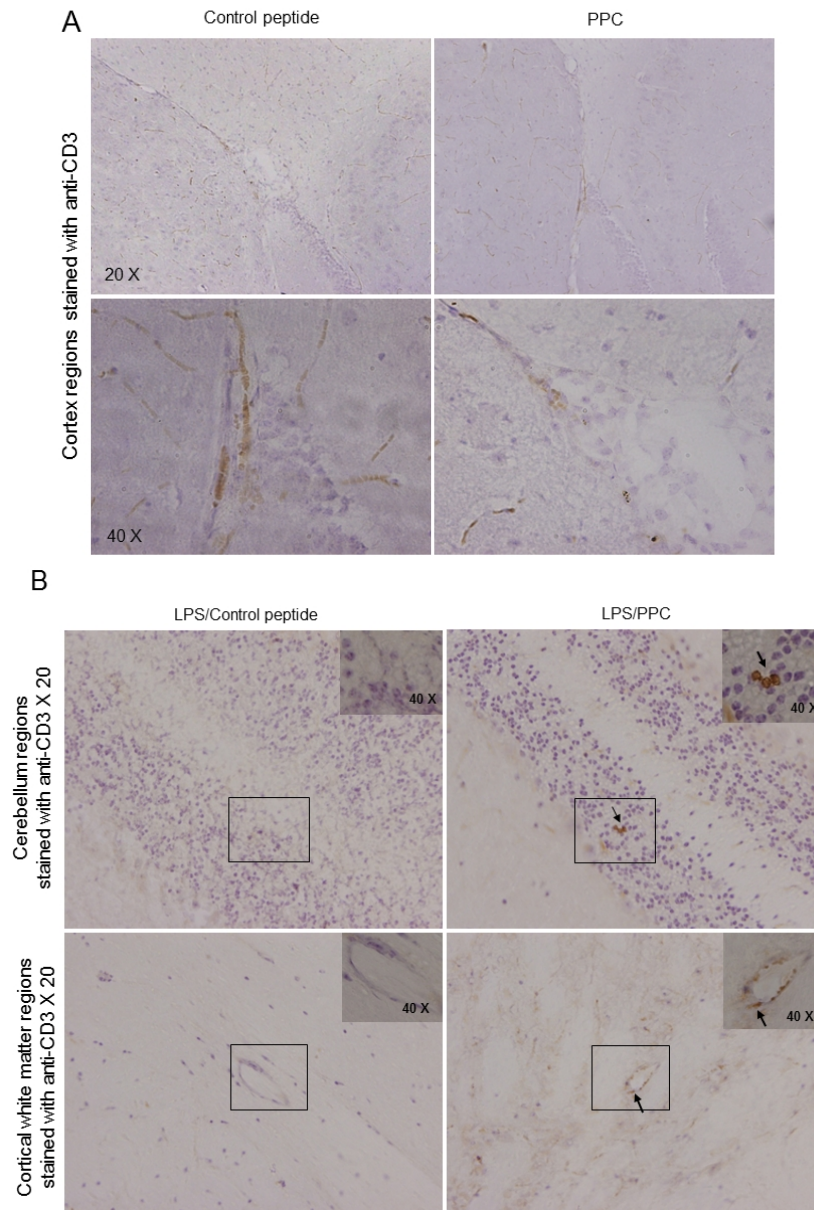 A
Control peptide
PPC
Cortex regions stained with anti-CD3
20 X
40 X
B
LPS/Control peptide
LPS/PPC
Cerebellum regions
stained with anti-CD3 X 20
40 X
40 X
Cortical white matter regions
stained with anti-CD3 X 20
40 X
40 X